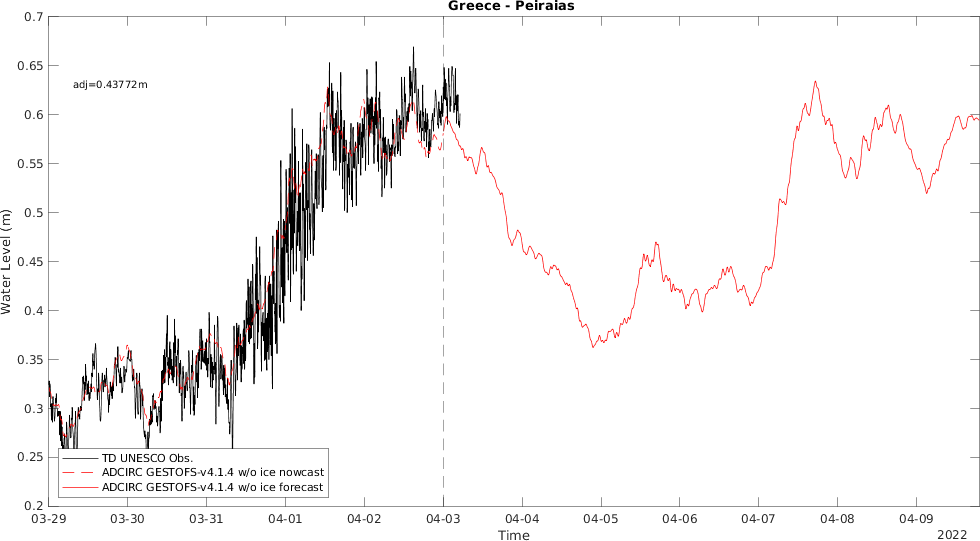 Greece - Peiraias
0.7
0.65
adj=0.43772m
0.6
0.55
0.5
0.45
0.4
0.35
0.3
0.25
0.2
Water Level (m)
TD UNESCO Obs.
ADCIRC GESTOFS-v4.1.4 w/o ice nowcast
ADCIRC GESTOFS-v4.1.4 w/o ice forecast
03-29 03-30 03-31 04-01 04-02 04-03 04-04 04-05 04-06 04-07 04-08 04-09
Time
2022